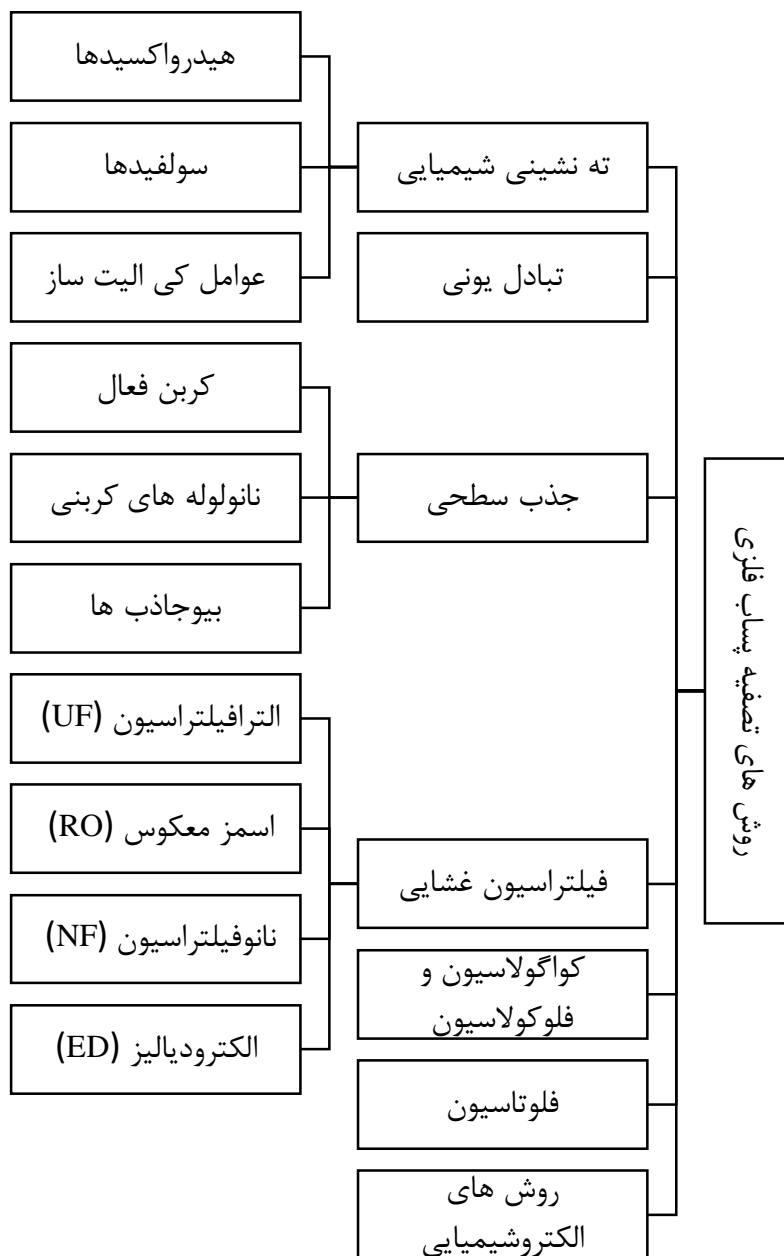 روش های تصفیه پساب فلزی
ته نشینی شیمیایی
هیدرواکسیدها
سولفیدها
عوامل کی الیت ساز
تبادل یونی
جذب سطحی
کربن فعال
نانولوله های کربنی
بیوجاذب ها
فیلتراسیون غشایی
الترافیلتراسیون (UF)
اسمز معکوس (RO)
نانوفیلتراسیون (NF)
الکترودیالیز (ED)
کواگولاسیون و
فلوکولاسیون
فلوتاسیون
روش های
الکتروشیمیایی